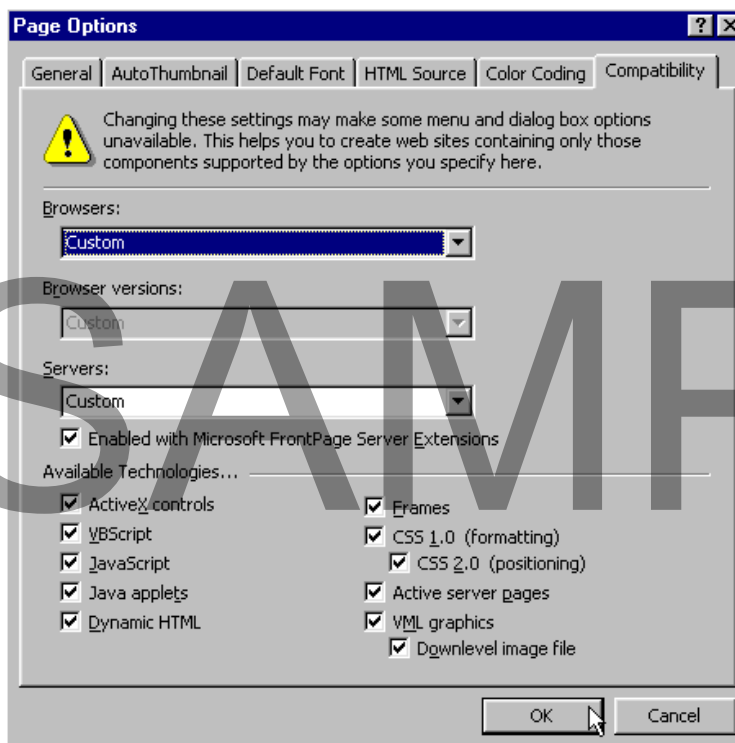 Page Options
General AutoThumbnail Default Font HTML Source Color Coding Compatibility
Changing these settings may make some menu and dialog box options
unavailable. This helps you to create web sites containing only those
components supported by the options you specify here.
Browsers:
Custom
Browser versions:
Custom
Servers:
Custom
Enabled with Microsoft FrontPage Server Extensions
Available Technologies...
ActiveX controls Frames
VBScript CSS 1.0 (formatting)
JavaScript CSS 2.0 (positioning)
Java applets Active server pages
Dynamic HTML VML graphics
Downlevel image file
OK Cancel
SAMP